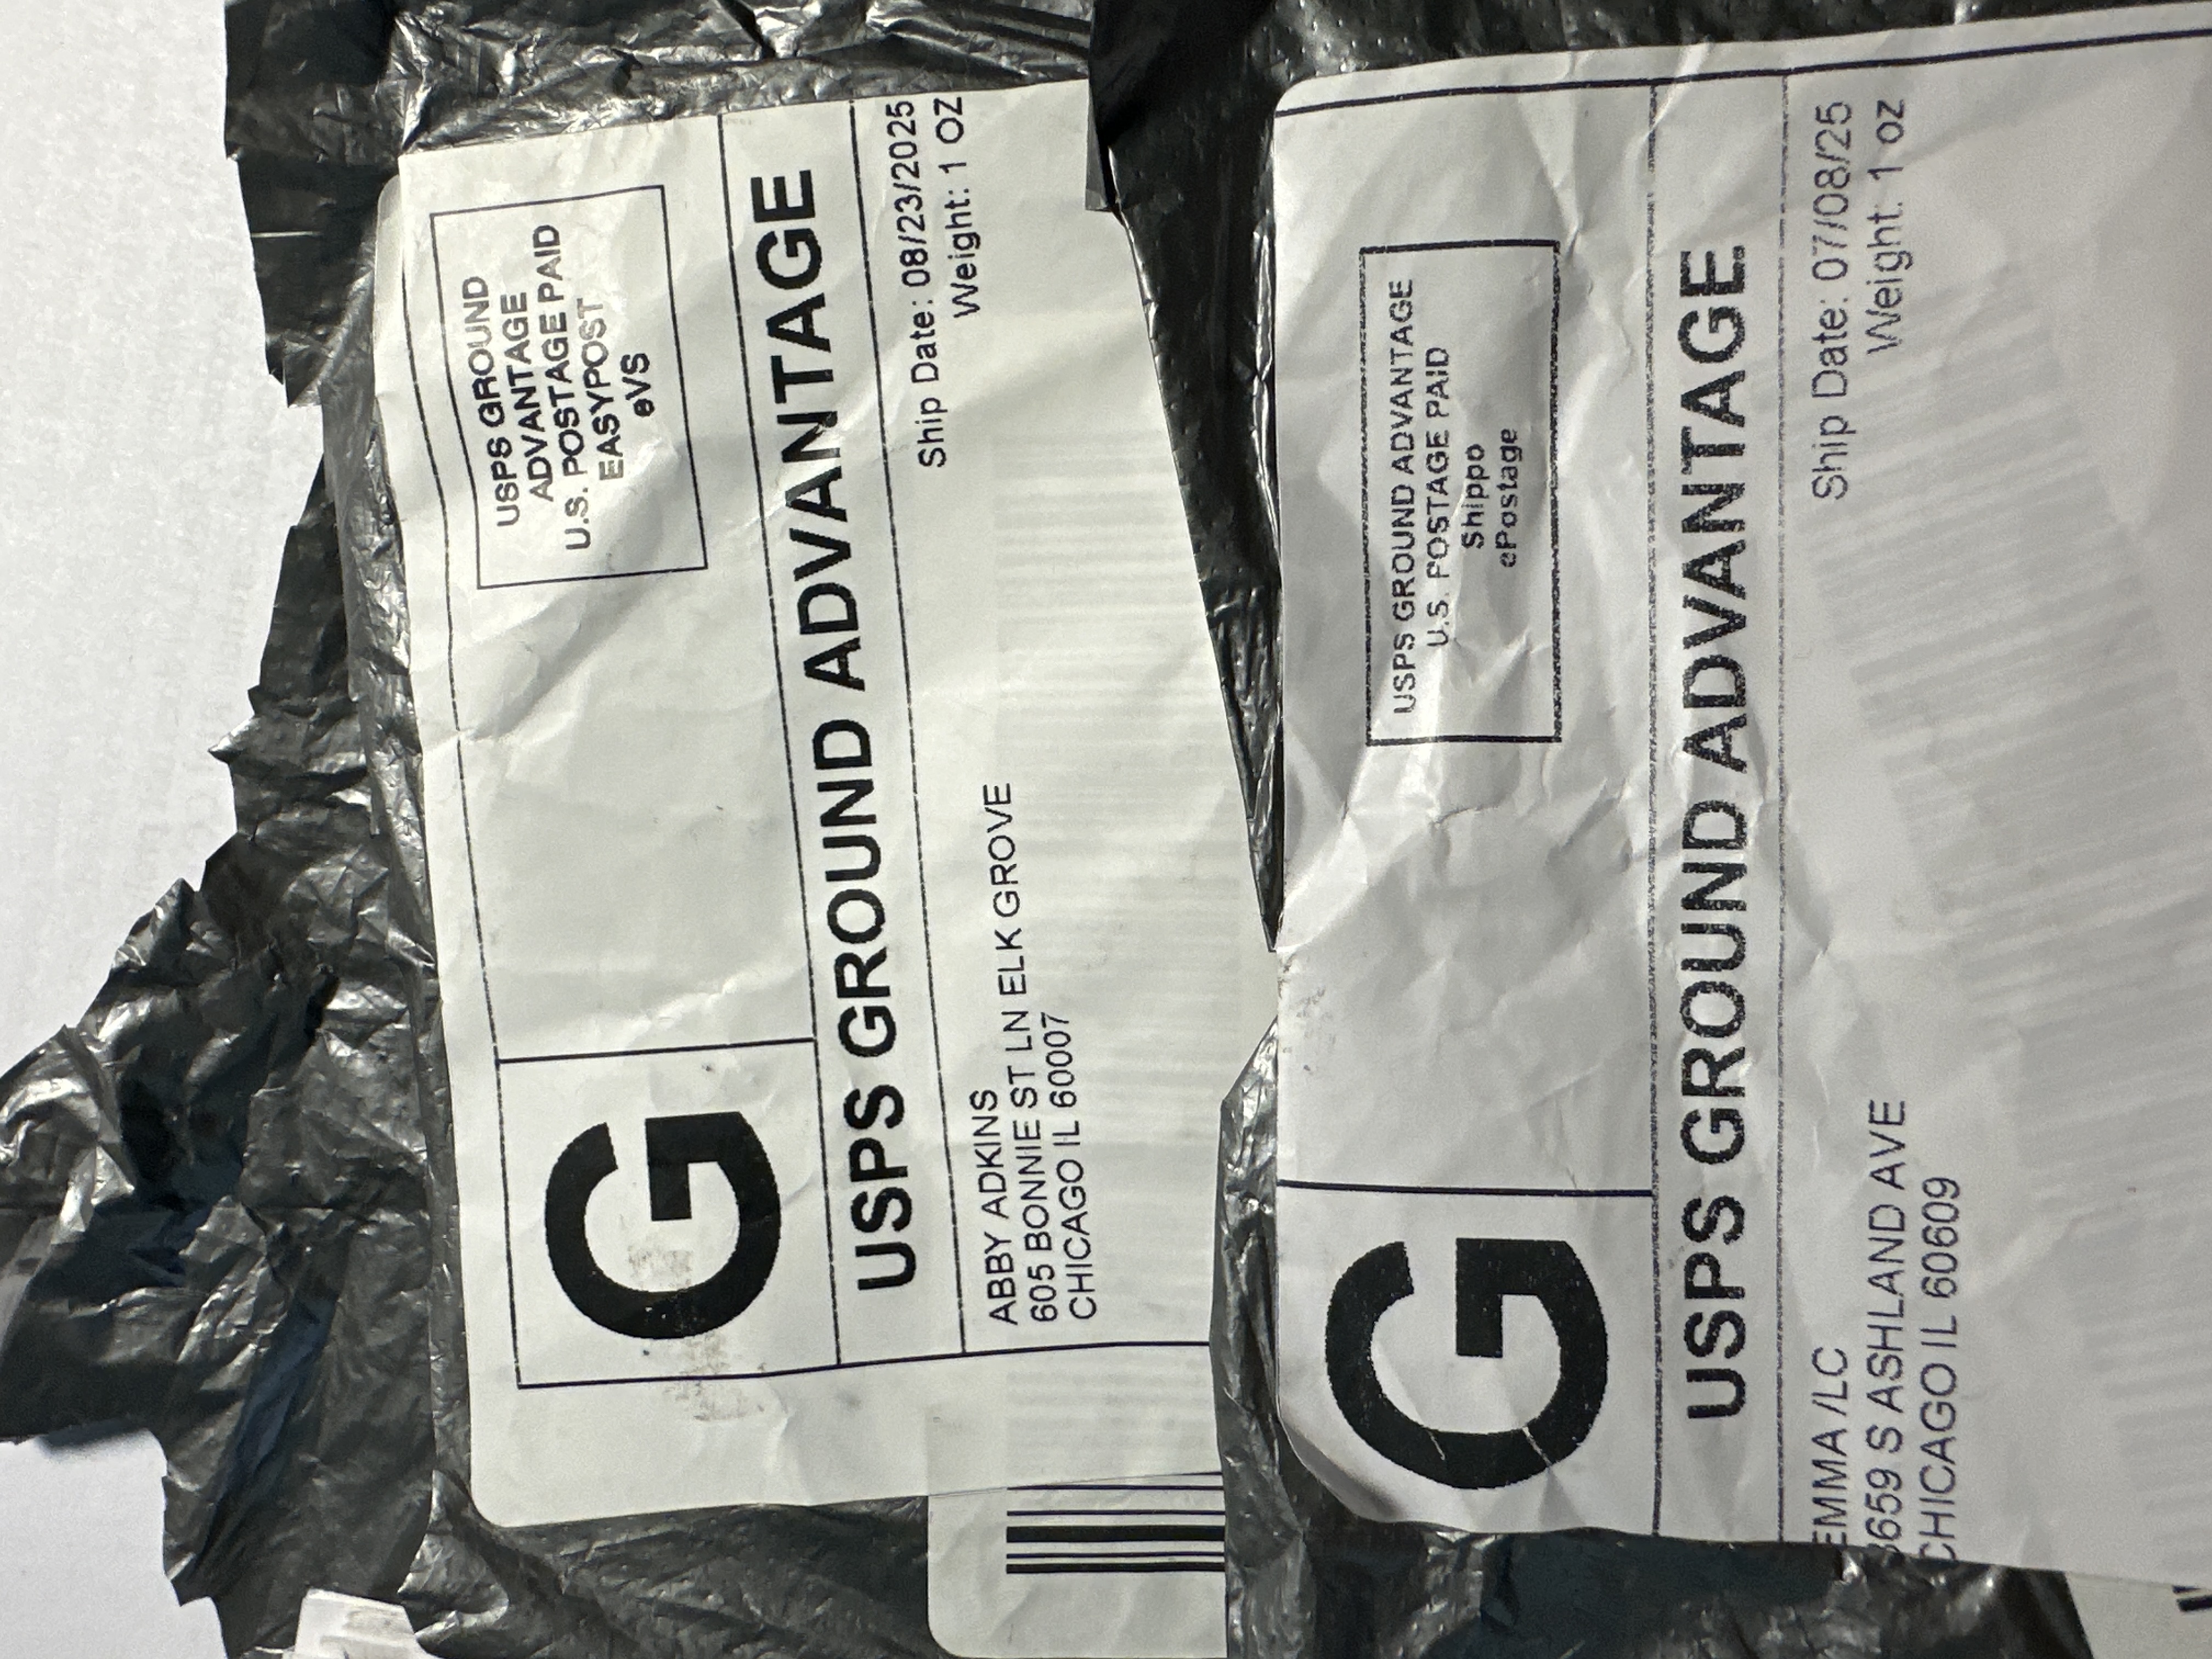 USPS GROUND
ADVANTAGE
U.S. POSTAGE PAID
EASYPOST
eVS
G
USPS GROUND ADVANTAGE
Ship Date: 08/23/2025
Weight: 1 OZ
ABBY ADKINS
605 BONNIE ST LN ELK GROVE
CHICAGO IL 60007
USPS GROUND ADVANTAGE
U.S. POSTAGE PAID
Shippo
ePostage
G
USPS GROUND ADVANTAGE
Ship Date: 07/08/25
Weight: 1 oz
EMMA /LC
3659 S ASHLAND AVE
CHICAGO IL 60609